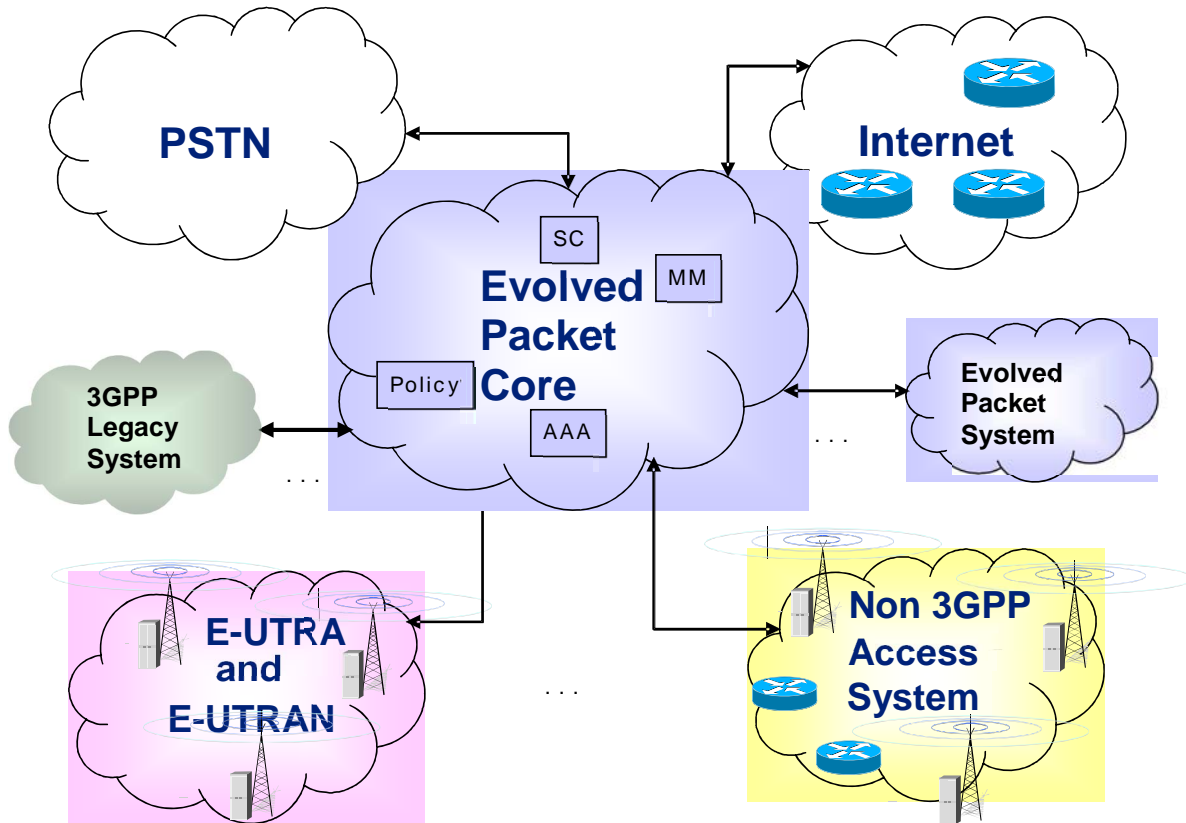 PSTN
Internet
SC
MM
Evolved
Packet
Core
Policy
AAA
3GPP
Legacy
System
Evolved
Packet
System
. . .
. . .
E-UTRA
and
E-UTRAN
. . .
Non 3GPP
Access
System